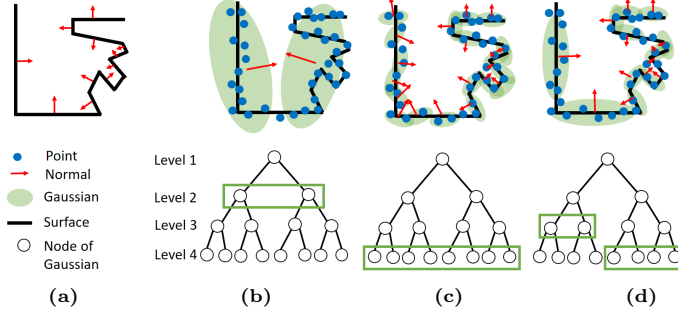 Point
Normal
Gaussian
Surface
Node of
Gaussian
Level 1
Level 2
Level 3
Level 4
(a)
(b)
(c)
(d)